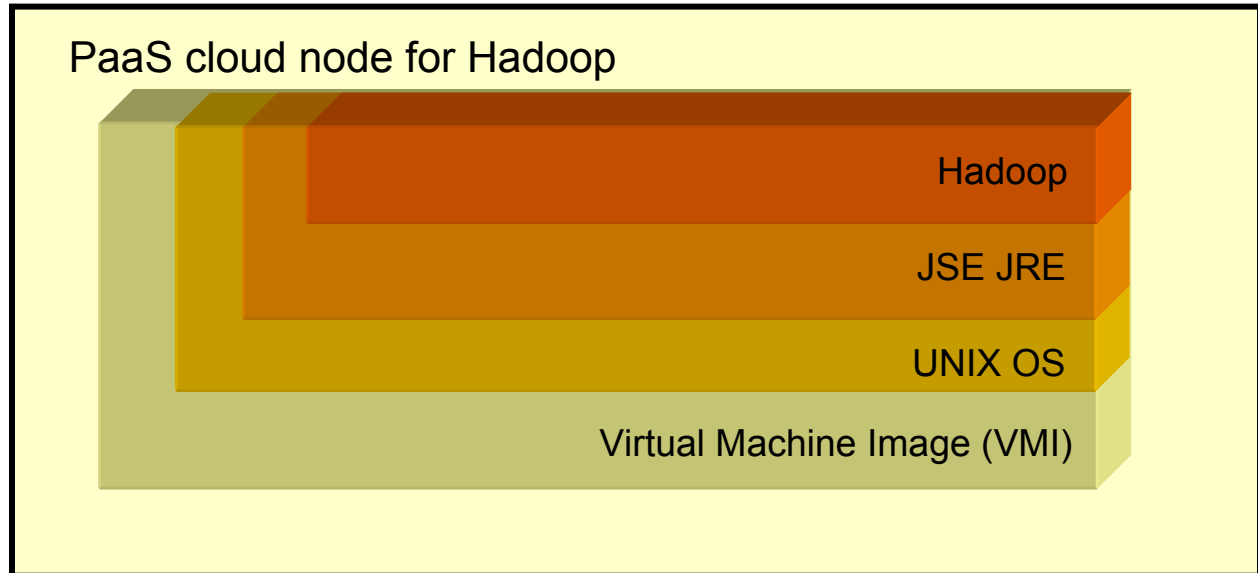 PaaS cloud node for Hadoop
Hadoop
JSE JRE
UNIX OS
Virtual Machine Image (VMI)